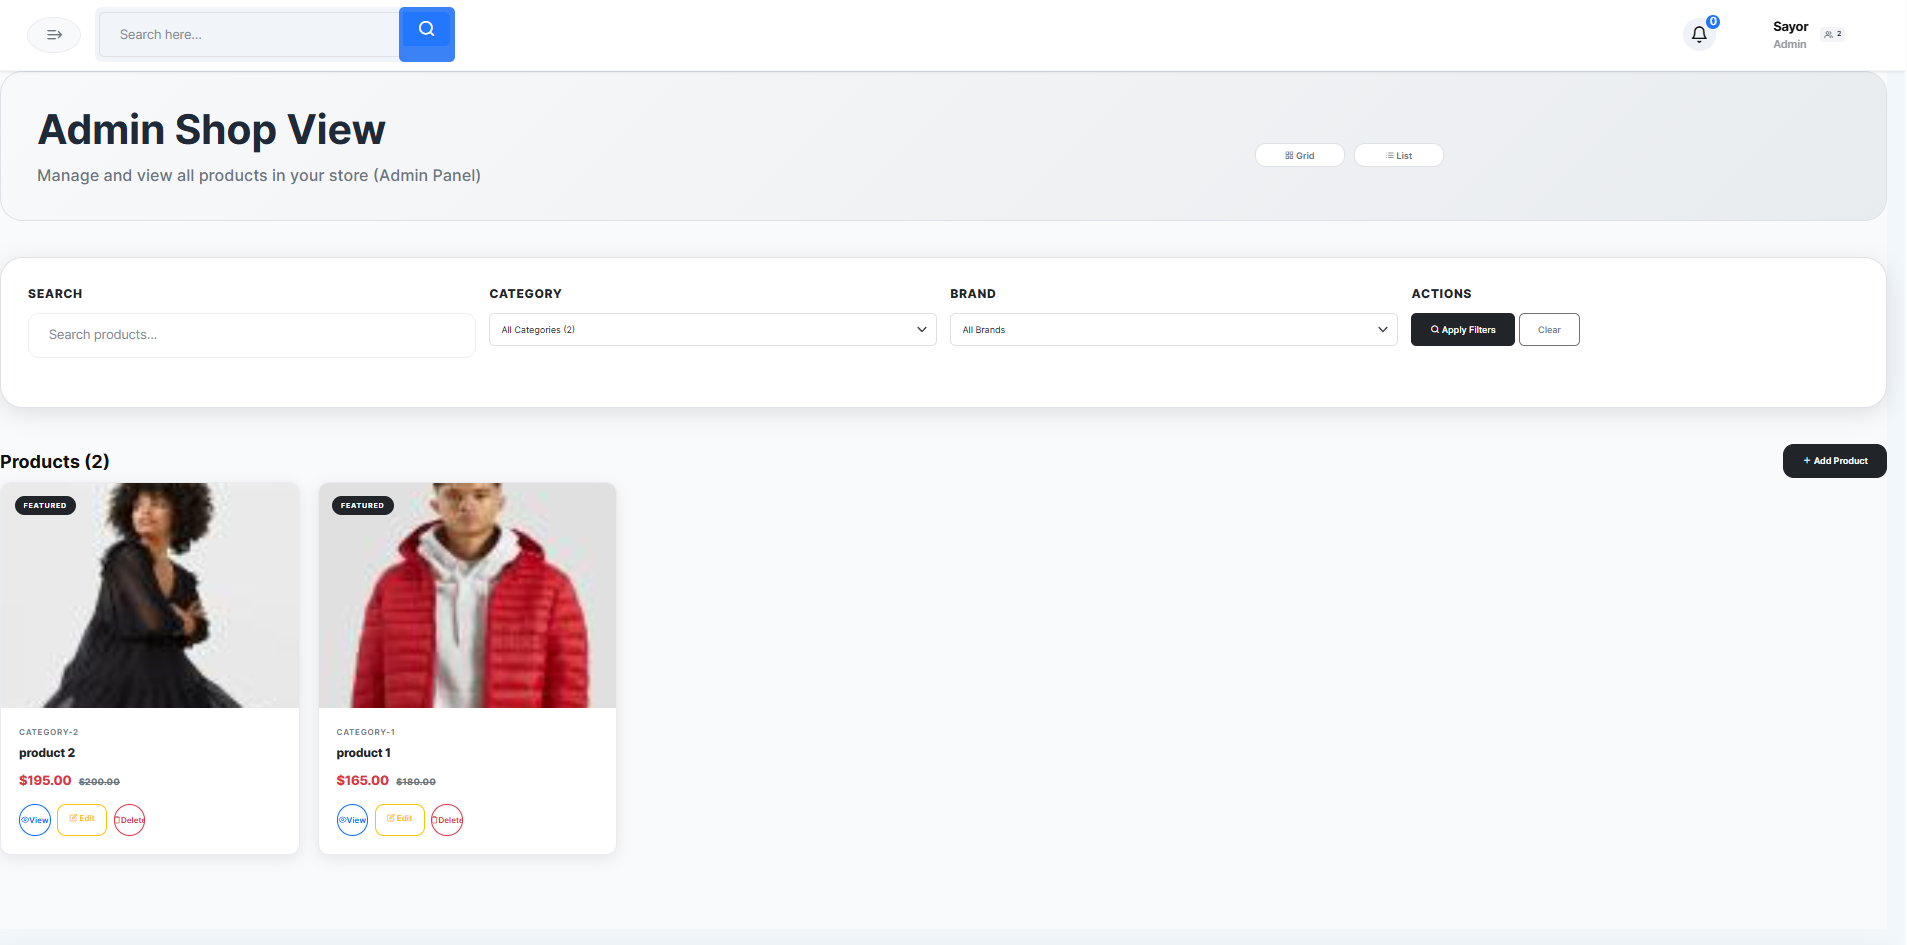 Search here...
0
Sayor
Admin
2
Admin Shop View
Manage and view all products in your store (Admin Panel)
Grid
List
SEARCH
CATEGORY
BRAND
ACTIONS
Search products...
All Categories (2)
All Brands
Apply Filters
Clear
Products (2)
+ Add Product
FEATURED
FEATURED
CATEGORY-2
product 2
$195.00 $200.00
View
Edit
Delete
CATEGORY-1
product 1
$165.00 $180.00
View
Edit
Delete